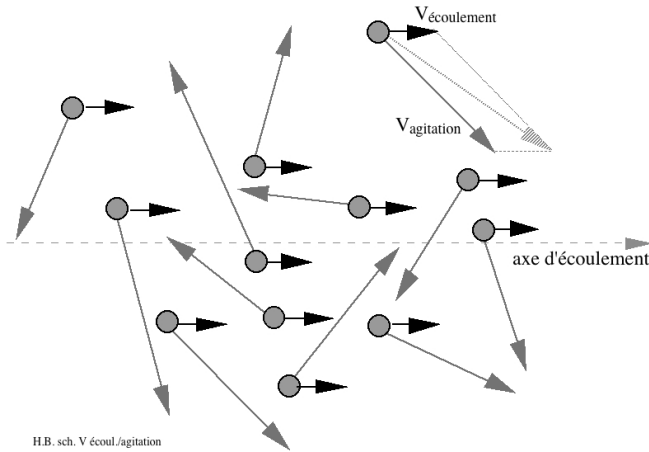 Vécoulement
Vagitation
axe d'écoulement
H.B. sch. V écoul./agitation